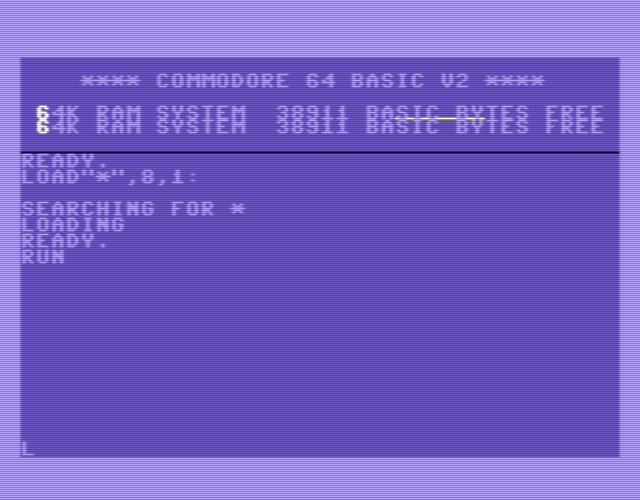 **** COMMODORE 64 BASIC V2 ****
64K RAM SYSTEM  38911 BASIC BYTES FREE
64K RAM SYSTEM  38911 BASIC BYTES FREE
READY.
LOAD"*",8,1:
SEARCHING FOR *
LOADING
READY.
RUN
L